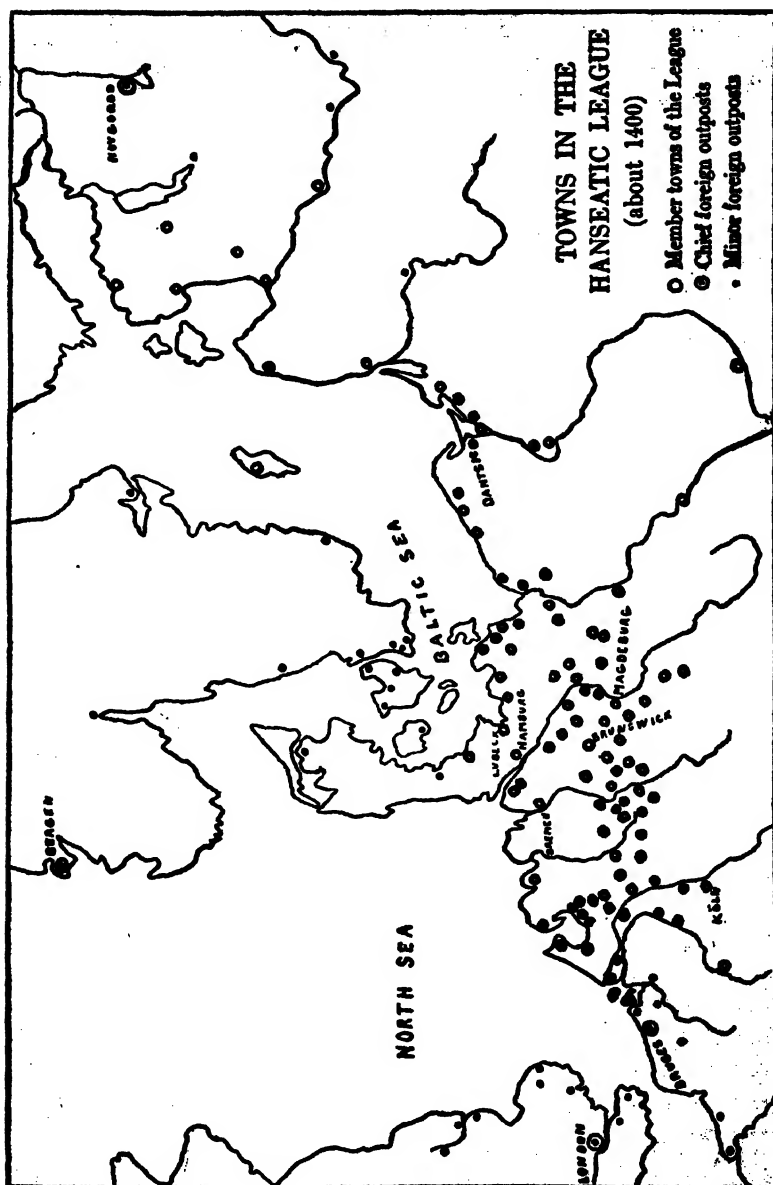 TOWNS IN THE
HANSEATIC LEAGUE
(about 1400)
Member towns of the League
Chief foreign outposts
Minor foreign outposts
NOVGOROD
BERGEN
BALTIC SEA
NORTH SEA
DANTSIC
LUBECK
HAMBURG
MAGDEBURG
BRUNSWICK
BREMEN
KÖLN
BRUGES
LONDON